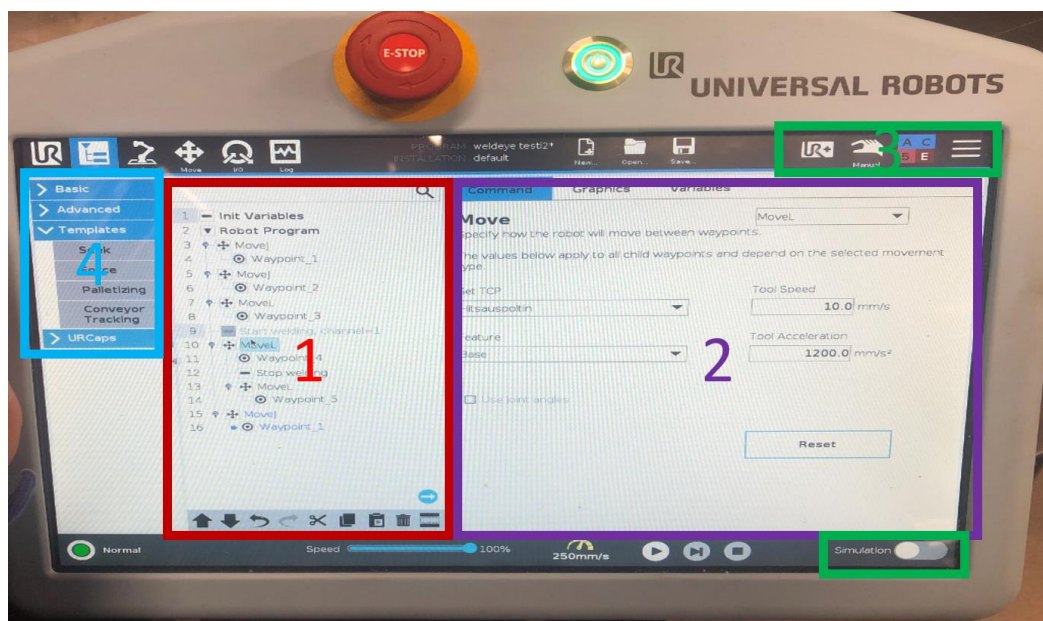 E-STOP
UR UNIVERSAL ROBOTS
UR
PROGRAM weldeye testi2*
INSTALLATION default
Move I/O Log New... Open... Save...
UR+ Manual A C
5 E
3
Basic
Advanced
Templates
Palletizing
Conveyor
Tracking
URCaps
4
1 Init Variables
2 Robot Program
3 MoveJ
4 Waypoint_1
5 MoveJ
6 Waypoint_2
7 MoveL
8 Waypoint_3
9 Start welding, channel=1
10 MoveL
11 Waypoint_4
12 Stop welding
13 MoveL
14 Waypoint_5
15 MoveJ
16 Waypoint_1
1
Command Graphics Variables
Move
MoveL
Specify how the robot will move between waypoints.
The values below apply to all child waypoints and depend on the selected movement
type.
Set TCP
Hitsauspoltin
Tool Speed
10.0 mm/s
Feature
Base
Tool Acceleration
1200.0 mm/s²
Use joint angles
Reset
2
Normal
Speed 100%
250mm/s
Simulation